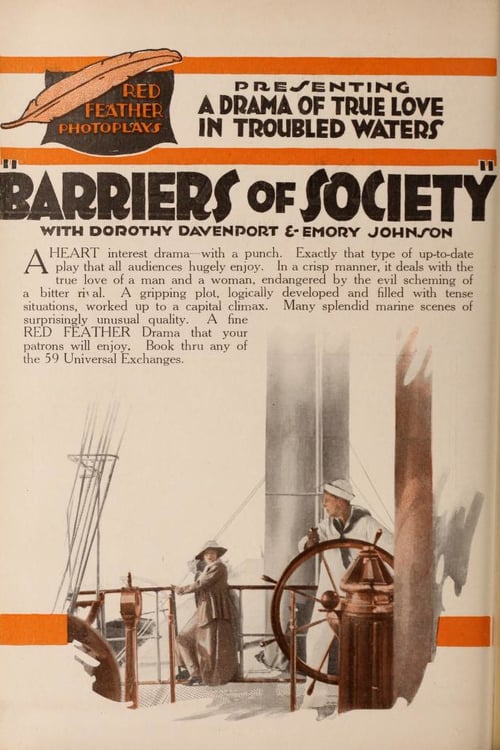 RED
FEATHER
PHOTOPLAYS
PRESENTING
A DRAMA OF TRUE LOVE
IN TROUBLED WATERS
"BARRIERS OF SOCIETY"
WITH DOROTHY DAVENPORT & EMORY JOHNSON
A HEART interest drama—with a punch. Exactly that type of up-to-date
play that all audiences hugely enjoy. In a crisp manner, it deals with the
true love of a man and a woman, endangered by the evil scheming of
a bitter rival. A gripping plot, logically developed and filled with tense
situations, worked up to a capital climax. Many splendid marine scenes of
surprisingly unusual quality. A fine
RED FEATHER Drama that your
patrons will enjoy. Book thru any of
the 59 Universal Exchanges.